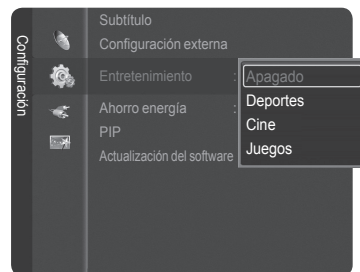 Configuración
Subtítulo
Configuración externa
Entretenimiento : Apagado
Deportes
Cine
Juegos
Ahorro energía :
PIP
Actualización del software